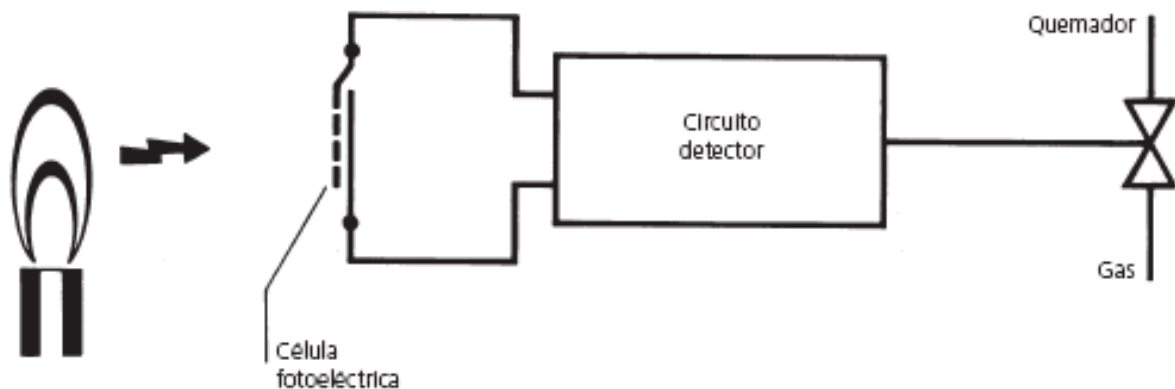 Quemador
Circuito
detector
Gas
Célula
fotoeléctrica